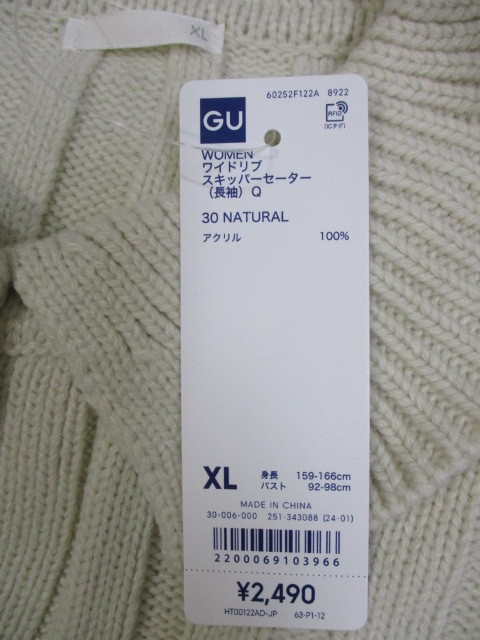 XL
60252F122A 8922
GU
RFID
(ICタグ)
WOMEN
ワイドリブ
スキッパーセーター
(長袖) Q
30 NATURAL
アクリル 100%
XL 身長 159-166cm
バスト 92-98cm
MADE IN CHINA
30-006-000 251-343088 (24-01)
2200069103966
¥2,490
HT00122AD-JP 63-P1-12